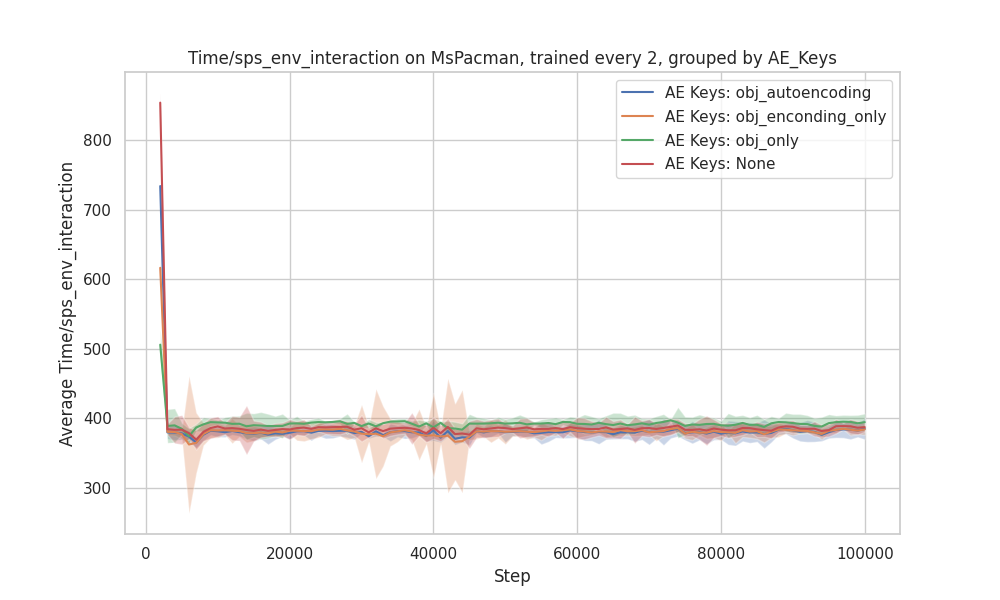 Time/sps_env_interaction on MsPacman, trained every 2, grouped by AE_Keys
AE Keys: obj_autoencoding
AE Keys: obj_enconding_only
AE Keys: obj_only
AE Keys: None
Average Time/sps_env_interaction
800
700
600
500
400
300
0 20000 40000 60000 80000 100000
Step